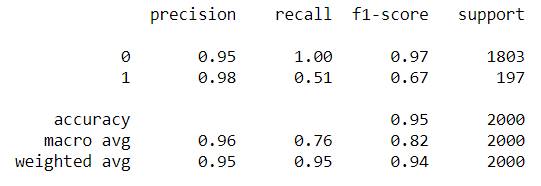 precision recall f1-score support
0 0.95 1.00 0.97 1803
1 0.98 0.51 0.67 197
accuracy 0.95 2000
macro avg 0.96 0.76 0.82 2000
weighted avg 0.95 0.95 0.94 2000